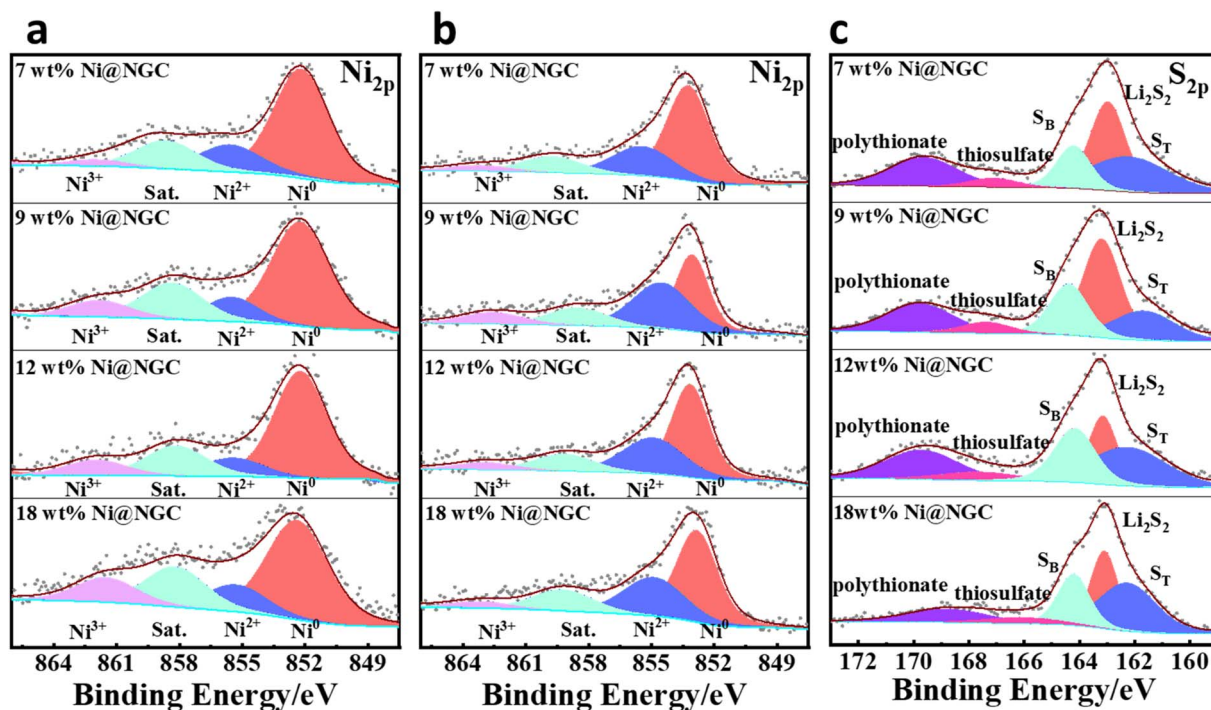 a
7 wt% Ni@NGC
Ni2p
Ni3+ Sat. Ni2+ Ni0
9 wt% Ni@NGC
Ni3+ Sat. Ni2+ Ni0
12 wt% Ni@NGC
Ni3+ Sat. Ni2+ Ni0
18 wt% Ni@NGC
Ni3+ Sat. Ni2+ Ni0
864 861 858 855 852 849
Binding Energy/eV
b
7 wt% Ni@NGC
Ni2p
Ni3+ Sat. Ni2+ Ni0
9 wt% Ni@NGC
Ni3+ Sat. Ni2+ Ni0
12 wt% Ni@NGC
Ni3+ Sat. Ni2+ Ni0
18 wt% Ni@NGC
Ni3+ Sat. Ni2+ Ni0
864 861 858 855 852 849
Binding Energy/eV
c
7 wt% Ni@NGC
S2p
Li2S2
SB
ST
polythionate
thiosulfate
9 wt% Ni@NGC
Li2S2
SB
ST
polythionate
thiosulfate
12wt% Ni@NGC
Li2S2
SB
ST
polythionate
thiosulfate
18wt% Ni@NGC
Li2S2
SB
ST
polythionate
thiosulfate
172 170 168 166 164 162 160
Binding Energy/eV